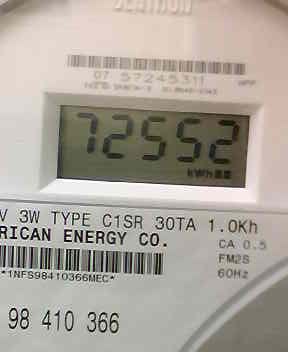 07 57245311
72552
kWh
V 3W TYPE C1SR 30TA 1.0Kh
RICAN ENERGY CO.
CA 0.5
FM2S
60Hz
*1NFS98410366MEC*
98 410 366